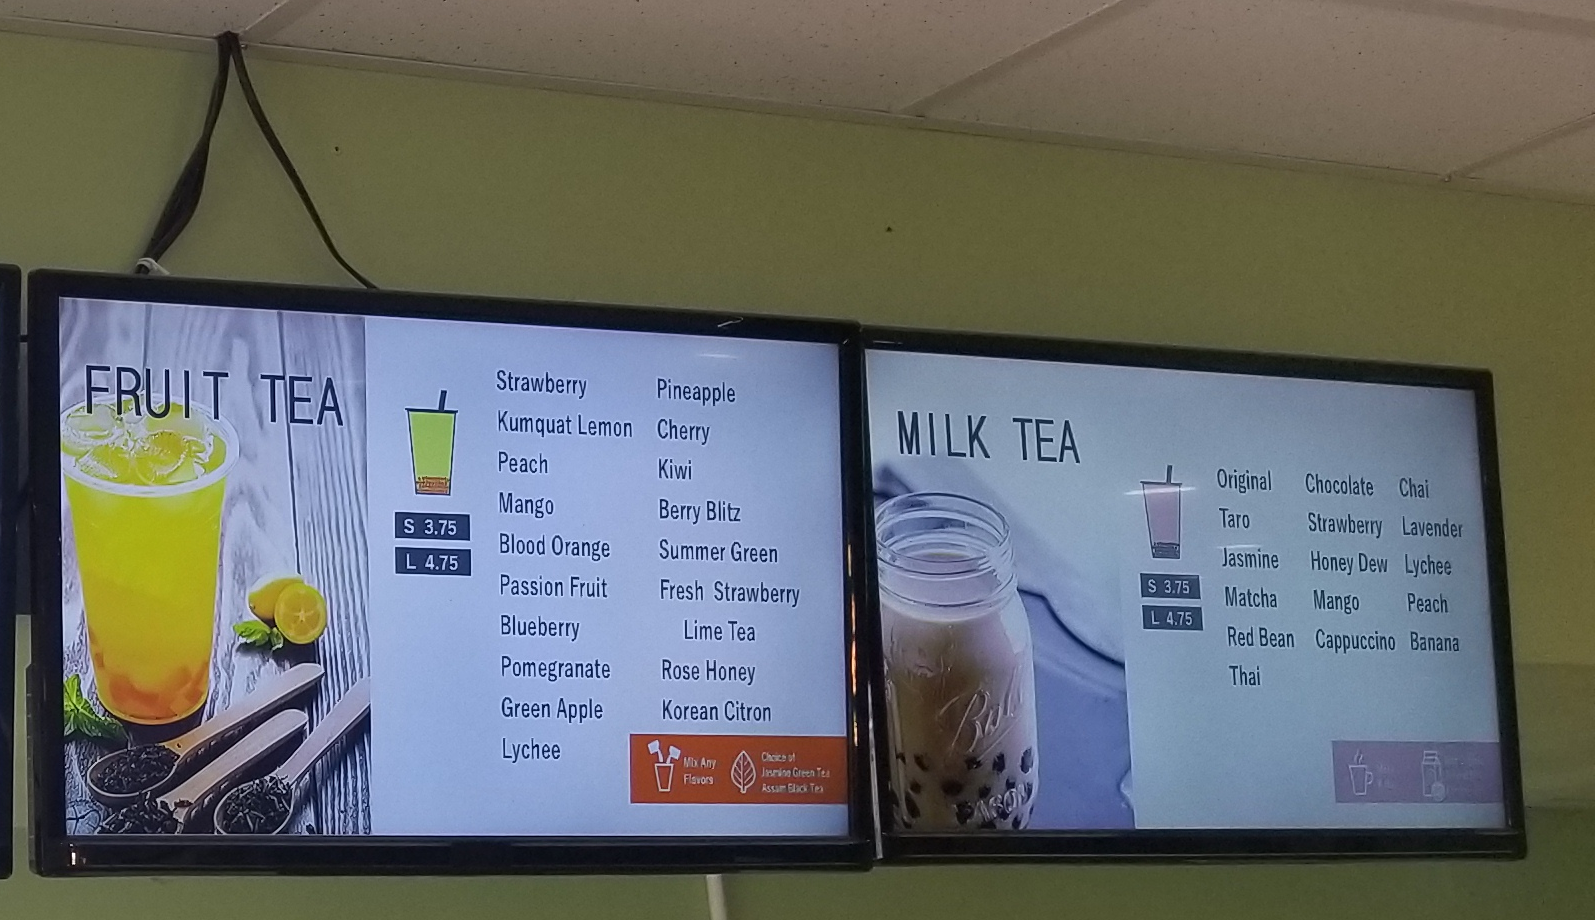 FRUIT TEA
S 3.75
L 4.75
Strawberry
Kumquat Lemon
Peach
Mango
Blood Orange
Passion Fruit
Blueberry
Pomegranate
Green Apple
Lychee
Pineapple
Cherry
Kiwi
Berry Blitz
Summer Green
Fresh Strawberry
Lime Tea
Rose Honey
Korean Citron
Mix Any
Flavors
Choice of
Jasmine Green Tea
Assam Black Tea
MILK TEA
S 3.75
L 4.75
Original
Taro
Jasmine
Matcha
Red Bean
Thai
Chocolate
Strawberry
Honey Dew
Mango
Cappuccino
Chai
Lavender
Lychee
Peach
Banana
Ball
MASON